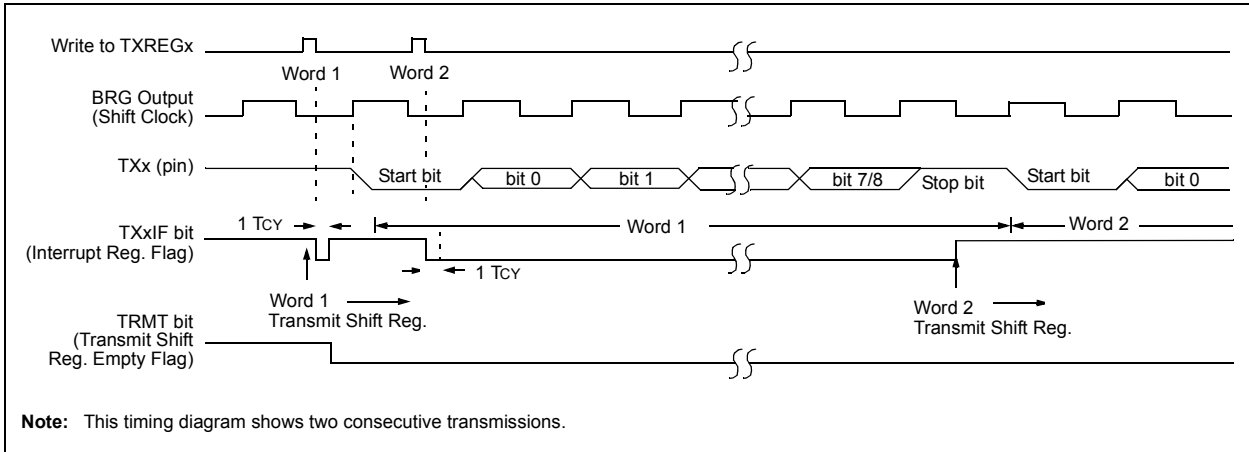 Write to TXREGx
Word 1
Word 2
BRG Output
(Shift Clock)
TXx (pin)
Start bit
bit 0
bit 1
bit 7/8
Stop bit
Start bit
bit 0
1 TCY
TXxIF bit
(Interrupt Reg. Flag)
Word 1
Word 2
1 TCY
Word 1
Transmit Shift Reg.
Word 2
Transmit Shift Reg.
TRMT bit
(Transmit Shift
Reg. Empty Flag)
Note: This timing diagram shows two consecutive transmissions.